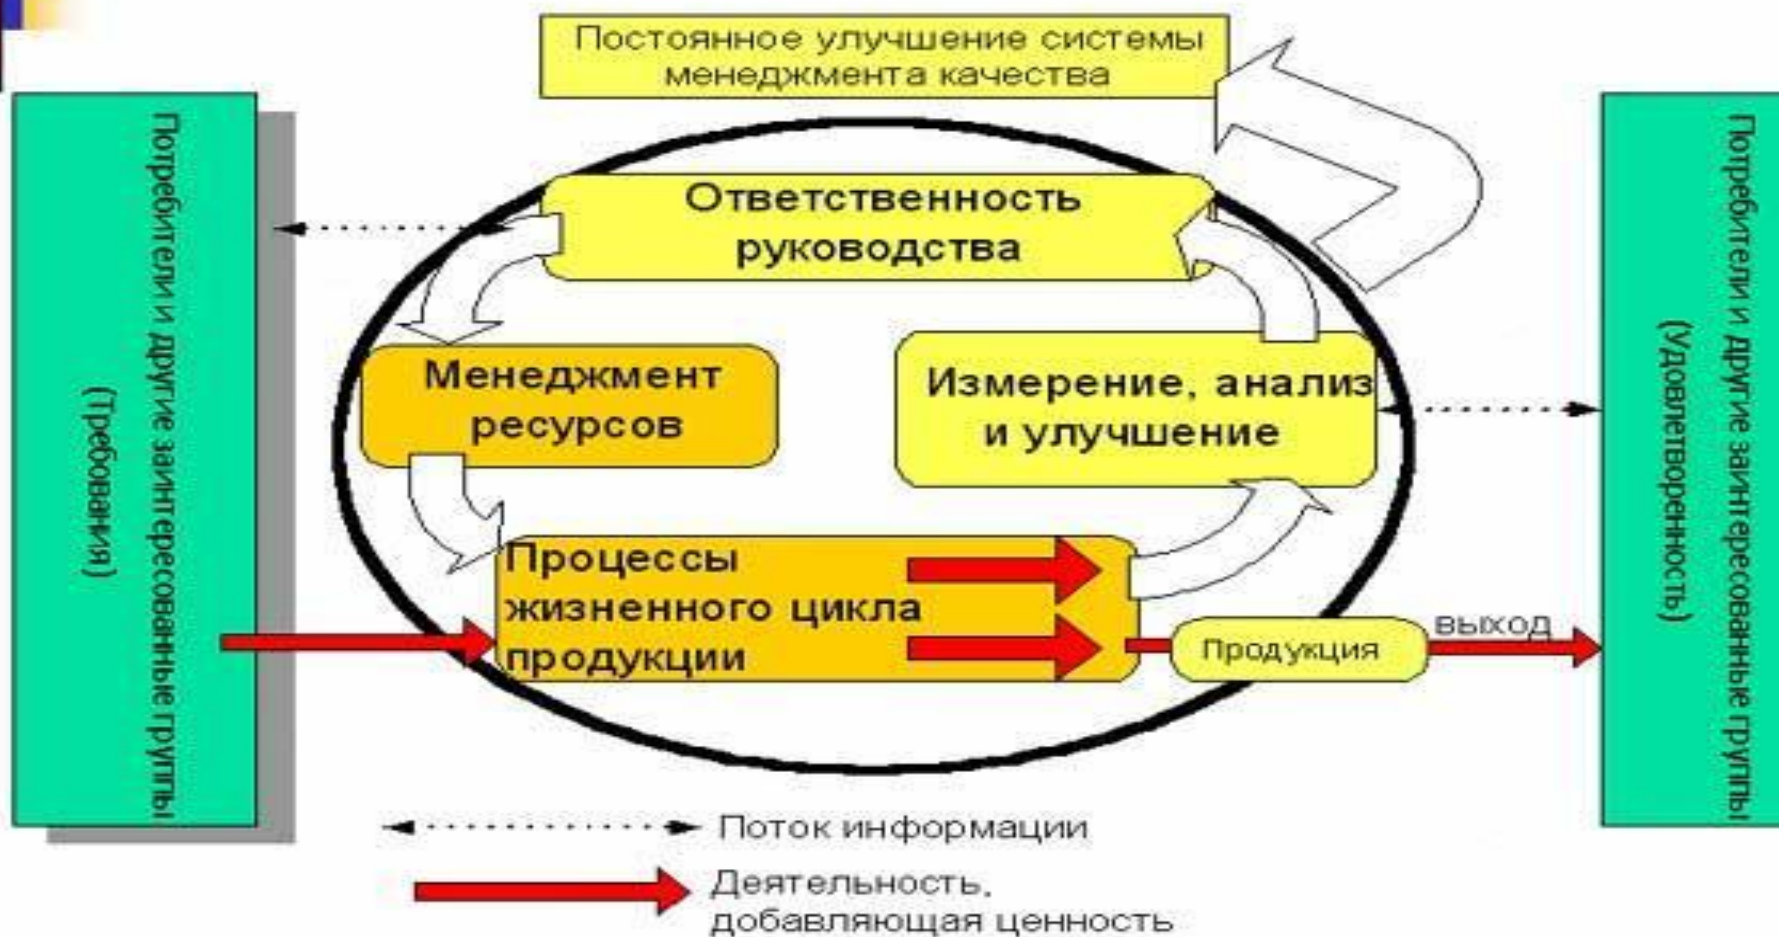 Постоянное улучшение системы
менеджмента качества
Потребители и другие заинтересованные группы
(Требования)
Ответственность
руководства
Менеджмент
ресурсов
Измерение, анализ
и улучшение
Процессы
жизненного цикла
продукции
Продукция
выход
Потребители и другие заинтересованные группы
(Удовлетворенность)
Поток информации
Деятельность,
добавляющая ценность